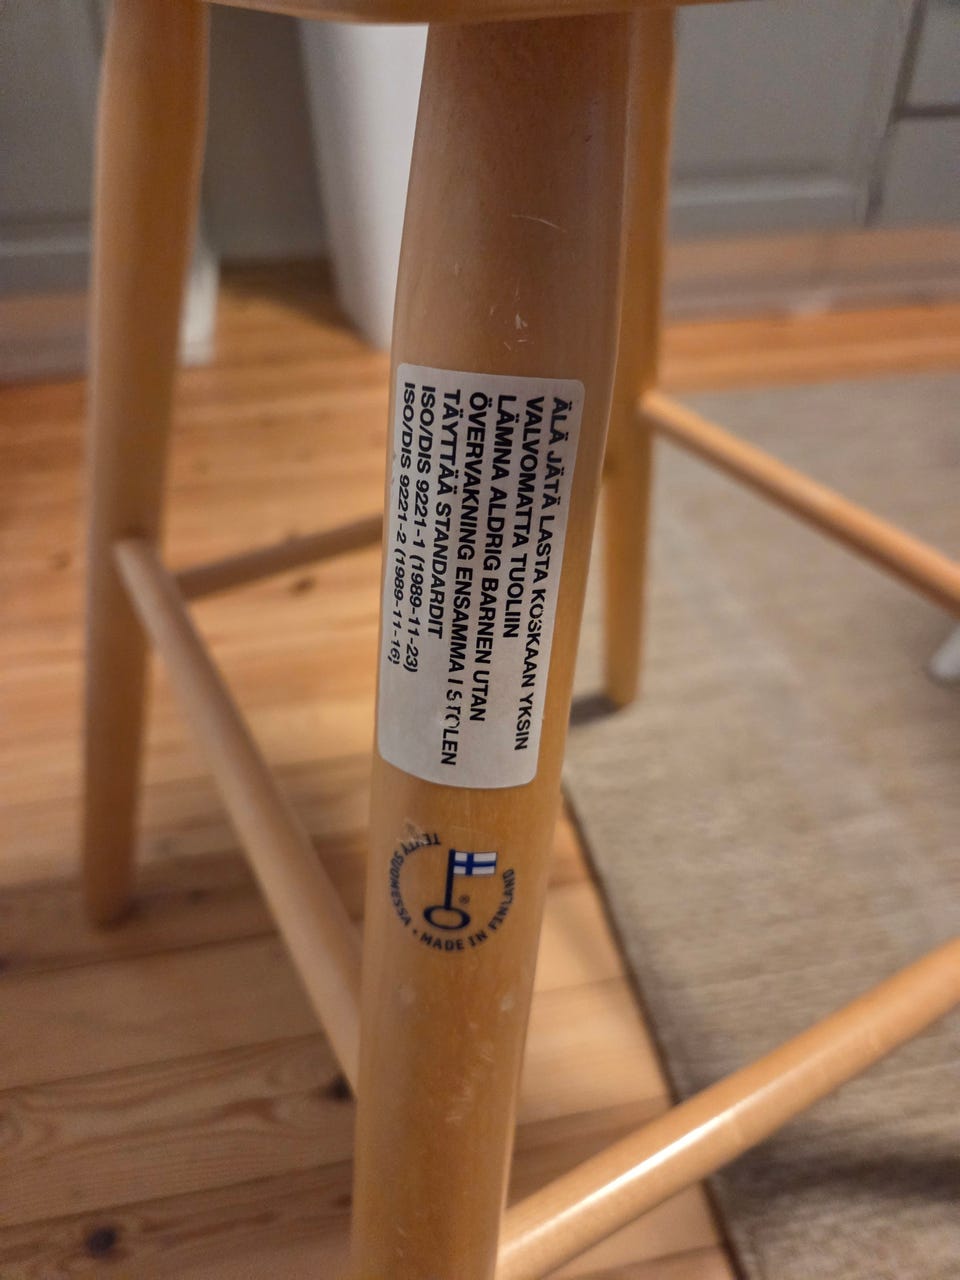 ÄLÄ JÄTÄ LASTA KOSKAAN YKSIN
VALVOMATTA TUOLIIN
LÄMNA ALDRIG BARNEN UTAN
ÖVERVAKNING ENSAMMA I STOLEN
TÄYTTÄÄ STANDARDIT
ISO/DIS 9221-1 (1989-11-23)
ISO/DIS 9221-2 (1989-11-16)
TEHTY SUOMESSA • MADE IN FINLAND
®